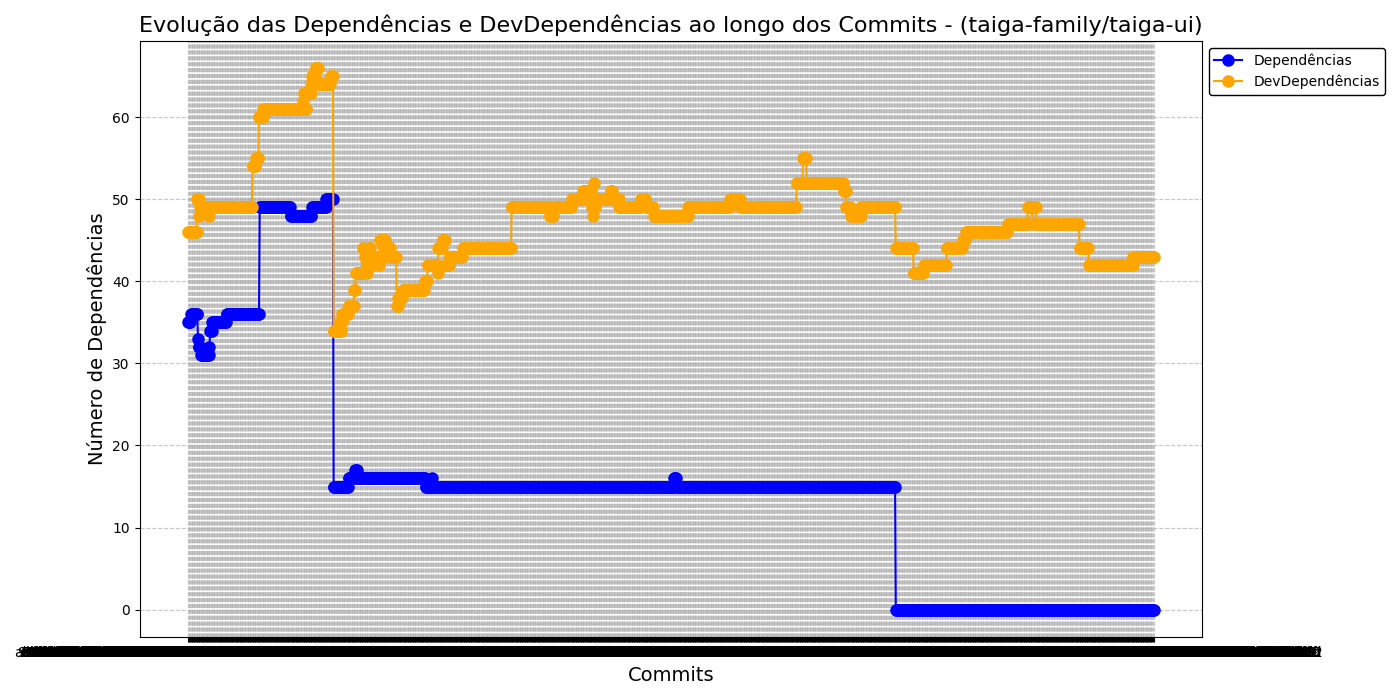 Evolução das Dependências e DevDependências ao longo dos Commits - (taiga-family/taiga-ui)
Dependências
DevDependências
Número de Dependências
60
50
40
30
20
10
0
Commits